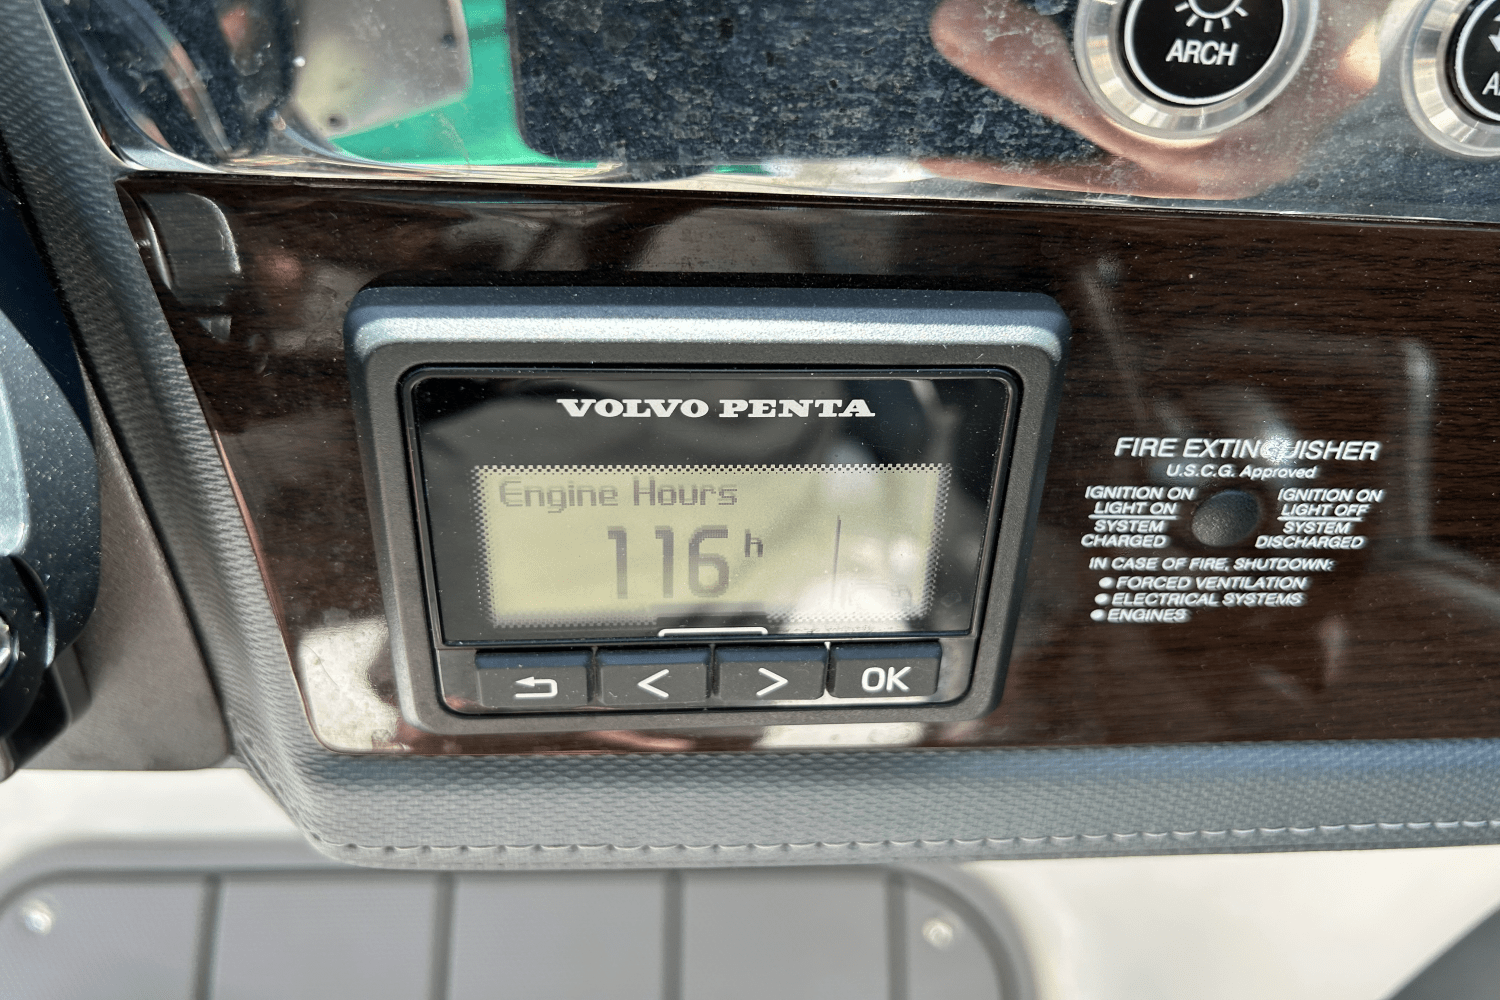 ARCH
VOLVO PENTA
Engine Hours
116 h
OK
FIRE EXTINGUISHER
U.S.C.G. Approved
IGNITION ON
LIGHT ON
SYSTEM
CHARGED
IGNITION ON
LIGHT OFF
SYSTEM
DISCHARGED
IN CASE OF FIRE, SHUTDOWN:
● FORCED VENTILATION
● ELECTRICAL SYSTEMS
● ENGINES